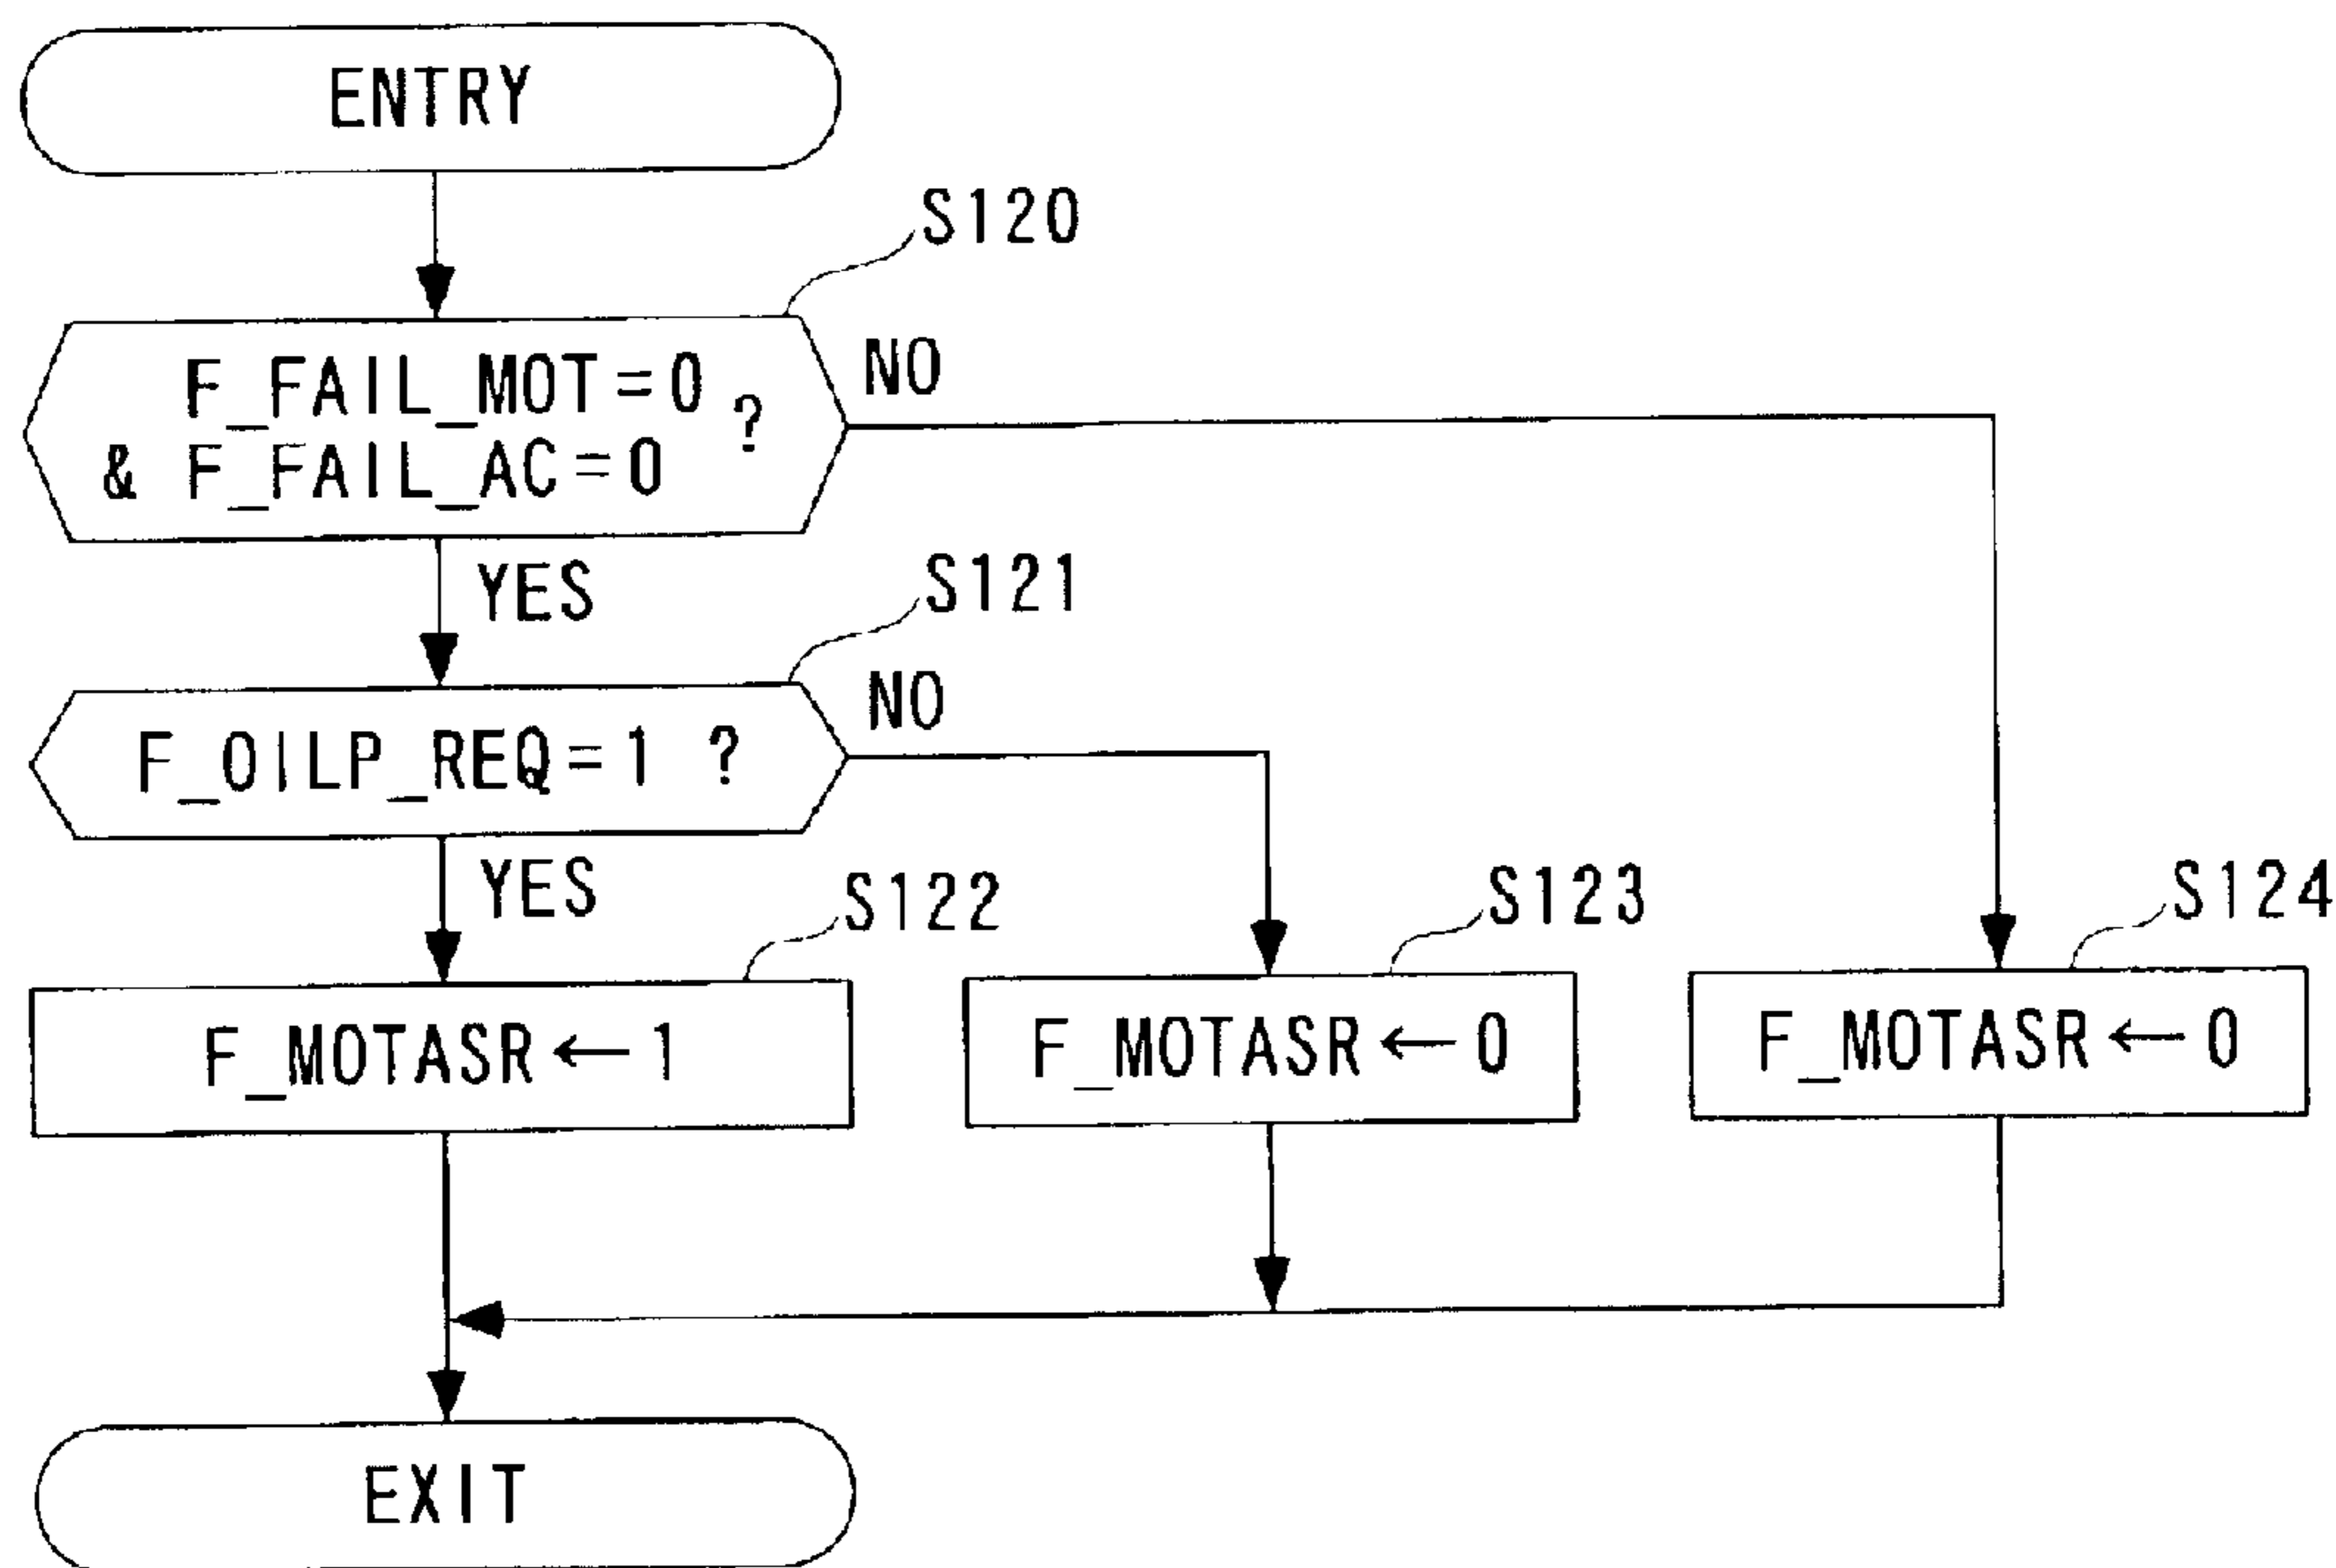 ENTRY
S120
F_FAIL_MOT=0
& F_FAIL_AC=0 ?
NO
YES
S121
F_OILP_REQ=1 ?
NO
YES
S122
S123
S124
F_MOTASR←1
F_MOTASR←0
F_MOTASR←0
EXIT